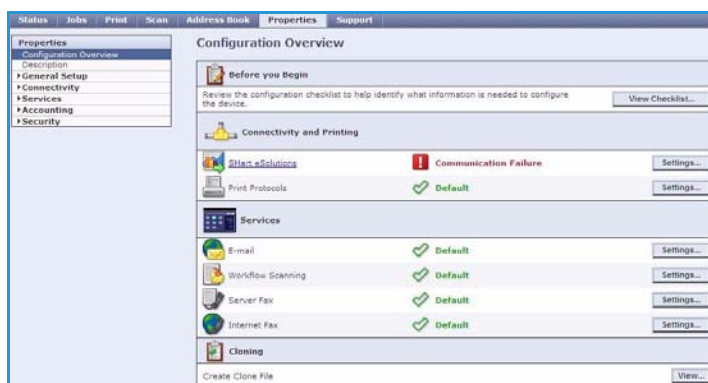 Status Jobs Print Scan Address Book Properties Support
Properties
Configuration Overview
Description
General Setup
Connectivity
Services
Accounting
Security
Configuration Overview
Before you Begin
Review the configuration checklist to help identify what information is needed to configure
the device.
View Checklist...
Connectivity and Printing
SMart eSolutions Communication Failure Settings...
Print Protocols Default Settings...
Services
E-mail Default Settings...
Workflow Scanning Default Settings...
Server Fax Default Settings...
Internet Fax Default Settings...
Cloning
Create Clone File View...